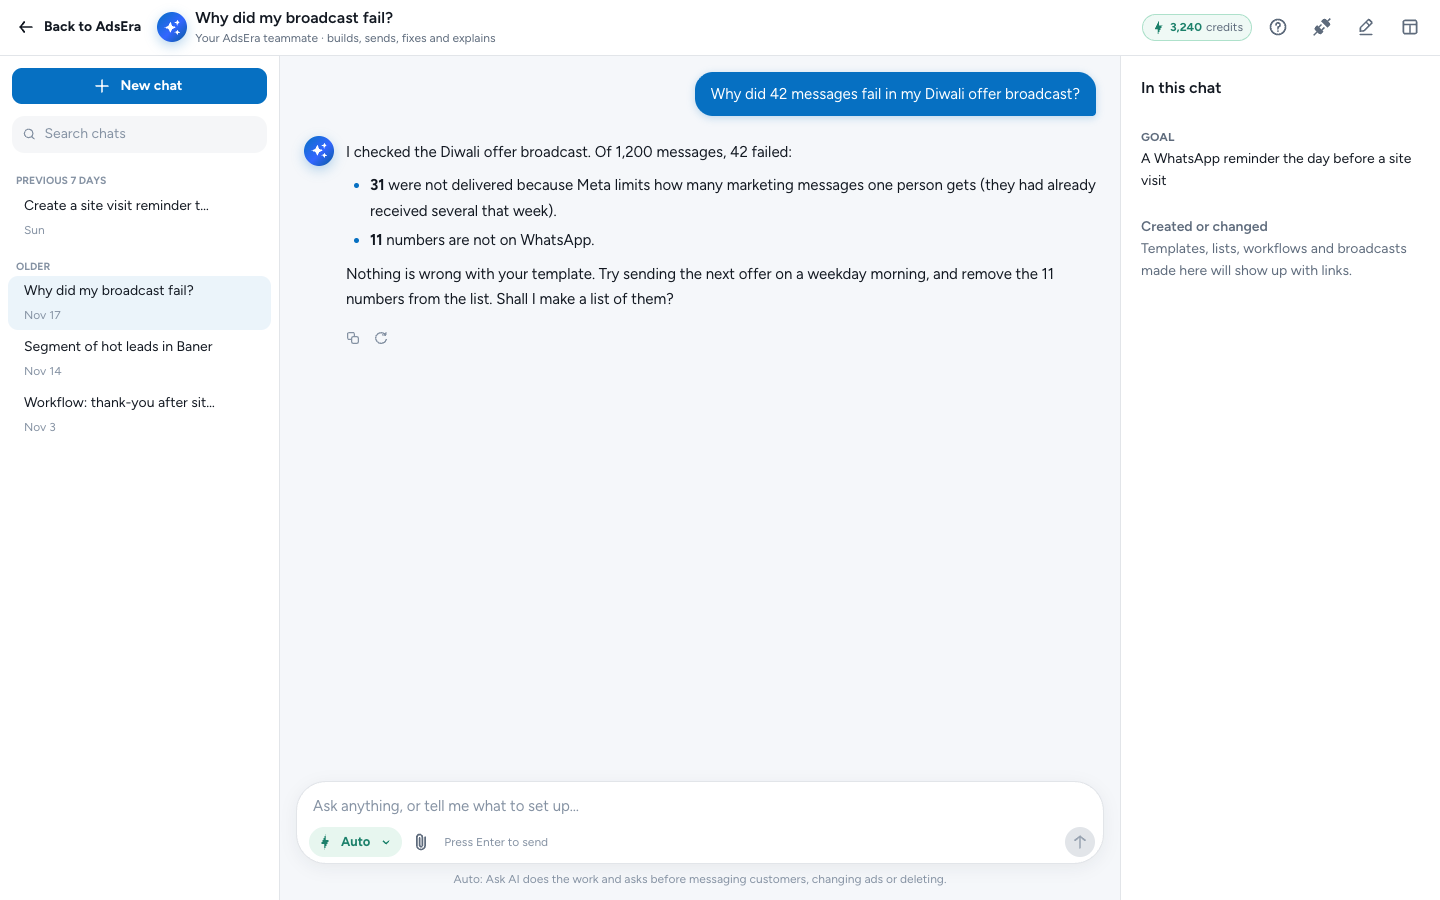 Back to AdsEra
Why did my broadcast fail?
Your AdsEra teammate · builds, sends, fixes and explains
3,240 credits
New chat
Search chats
PREVIOUS 7 DAYS
Create a site visit reminder t...
Sun
OLDER
Why did my broadcast fail?
Nov 17
Segment of hot leads in Baner
Nov 14
Workflow: thank-you after sit...
Nov 3
Why did 42 messages fail in my Diwali offer broadcast?
I checked the Diwali offer broadcast. Of 1,200 messages, 42 failed:
• 31 were not delivered because Meta limits how many marketing messages one person gets (they had already
received several that week).
• 11 numbers are not on WhatsApp.
Nothing is wrong with your template. Try sending the next offer on a weekday morning, and remove the 11
numbers from the list. Shall I make a list of them?
Ask anything, or tell me what to set up...
Auto
Press Enter to send
Auto: Ask AI does the work and asks before messaging customers, changing ads or deleting.
In this chat
GOAL
A WhatsApp reminder the day before a site
visit
Created or changed
Templates, lists, workflows and broadcasts
made here will show up with links.